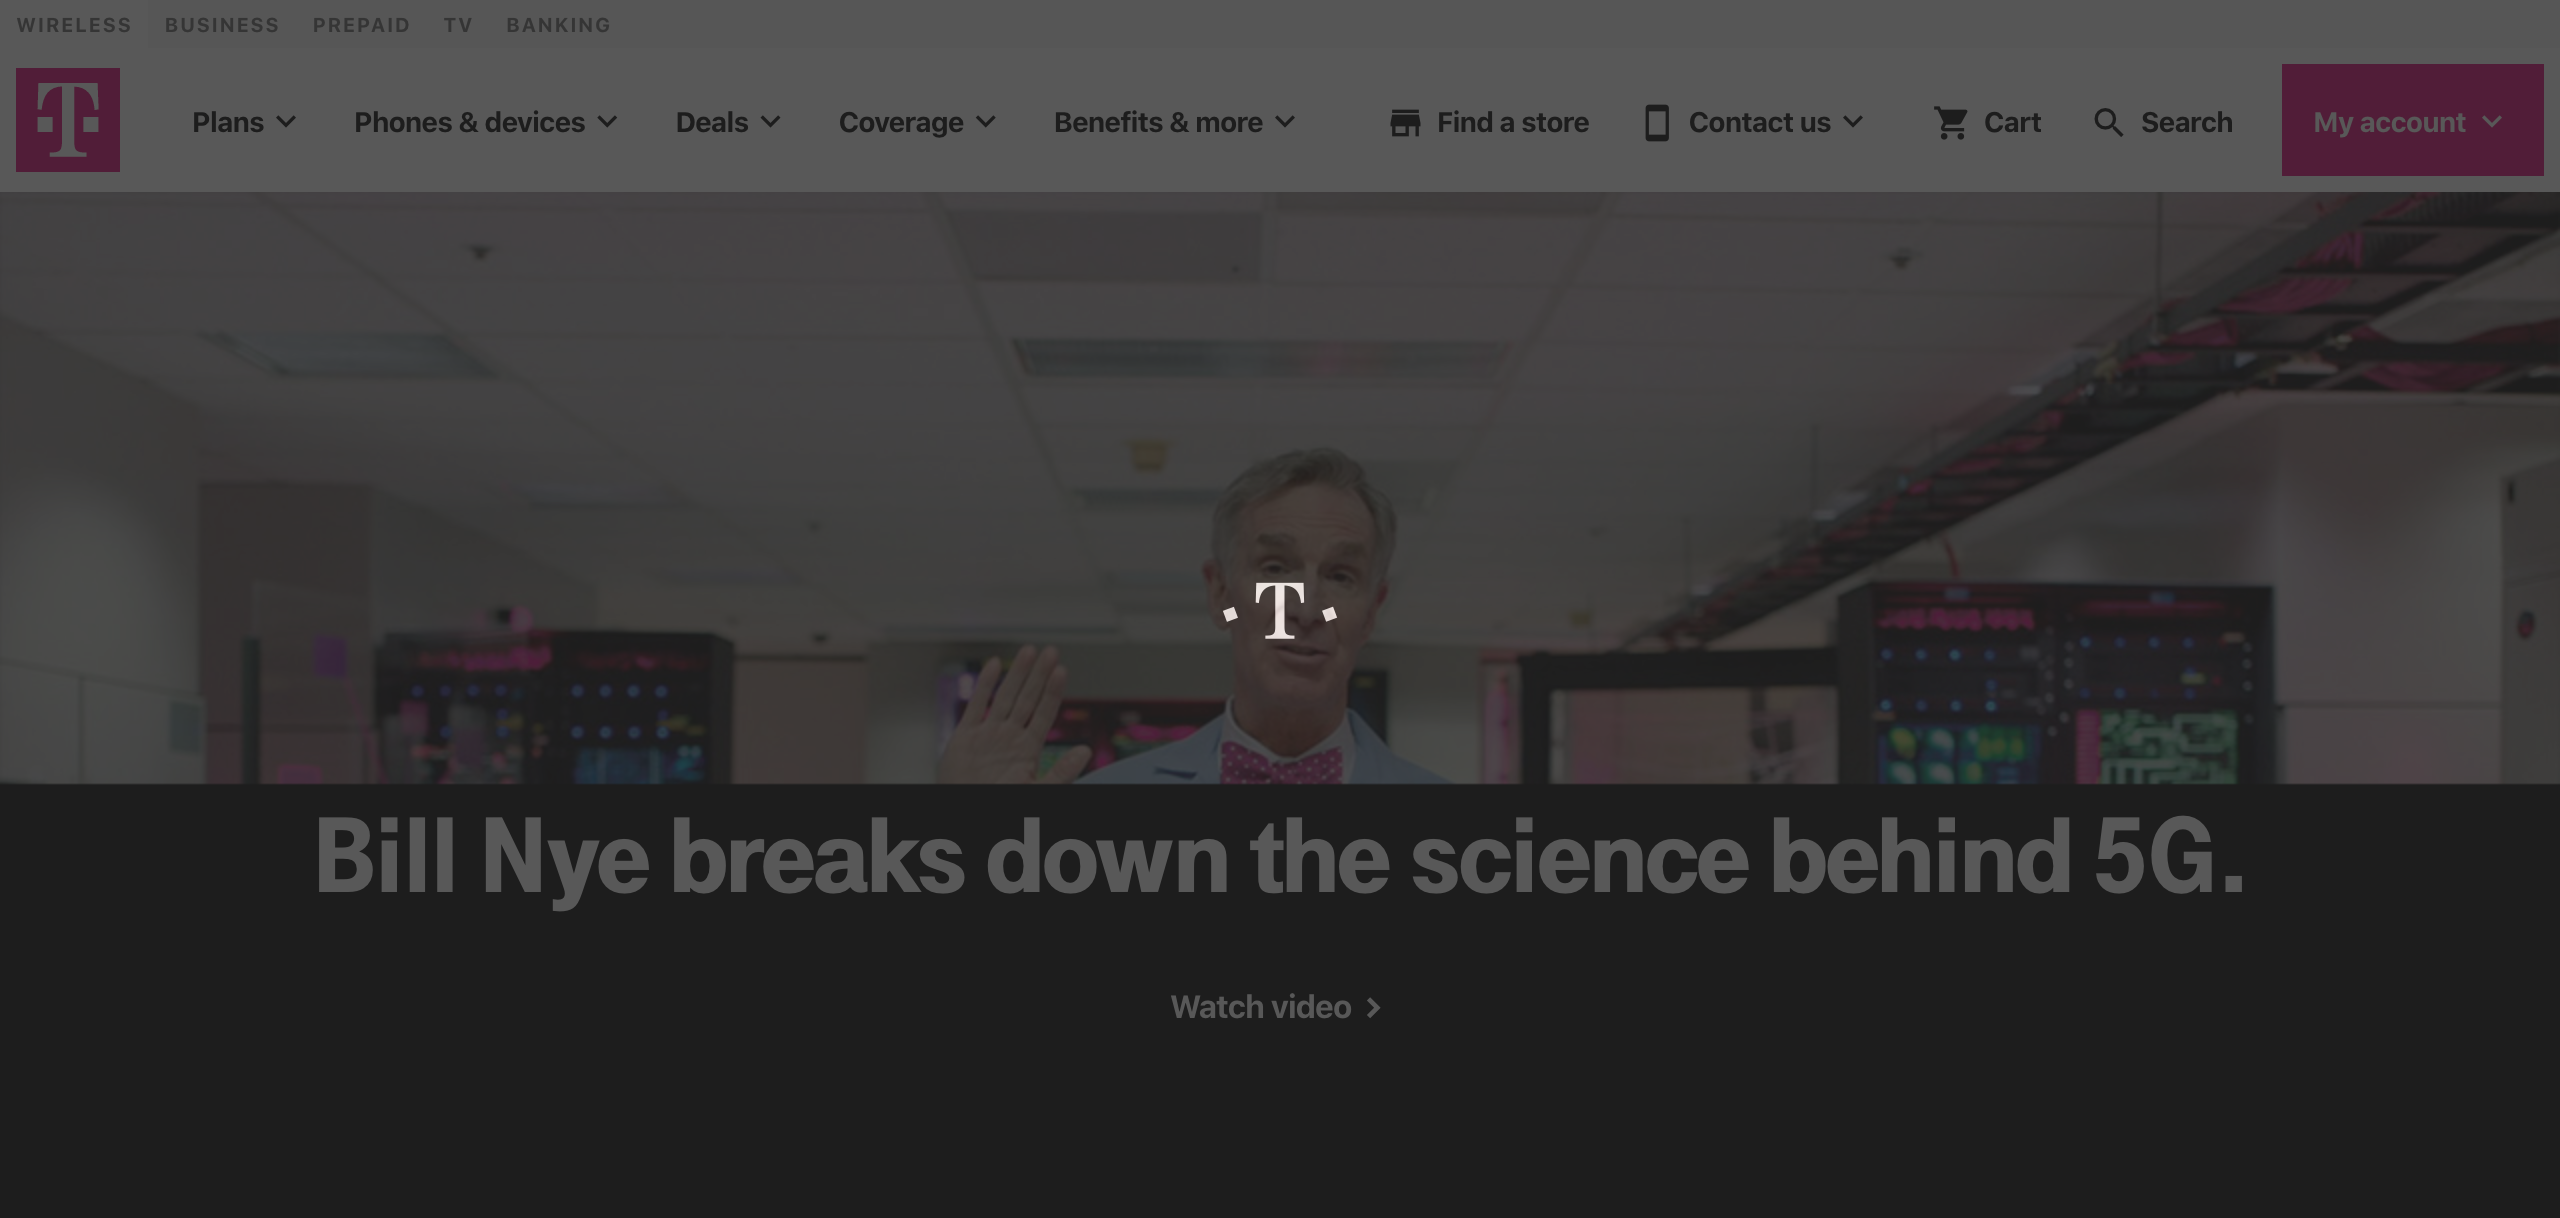 WIRELESS BUSINESS PREPAID TV BANKING
T Plans Phones & devices Deals Coverage Benefits & more Find a store Contact us Cart Search My account
T
Bill Nye breaks down the science behind 5G.
Watch video